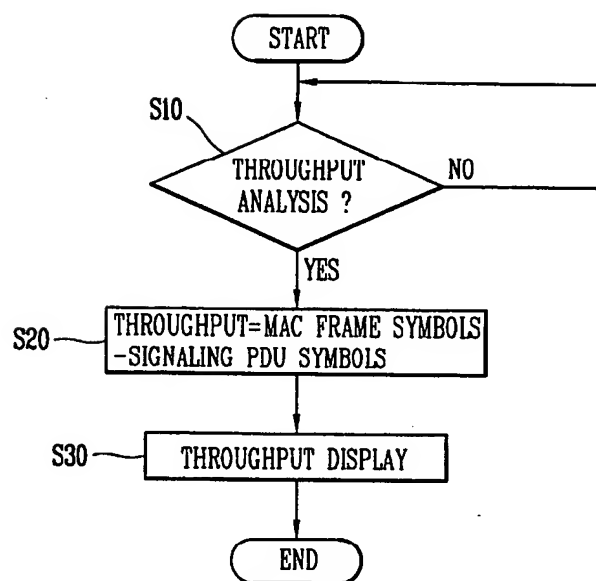 START
S10
THROUGHPUT
ANALYSIS ?
NO
YES
S20
THROUGHPUT=MAC FRAME SYMBOLS
-SIGNALING PDU SYMBOLS
S30
THROUGHPUT DISPLAY
END